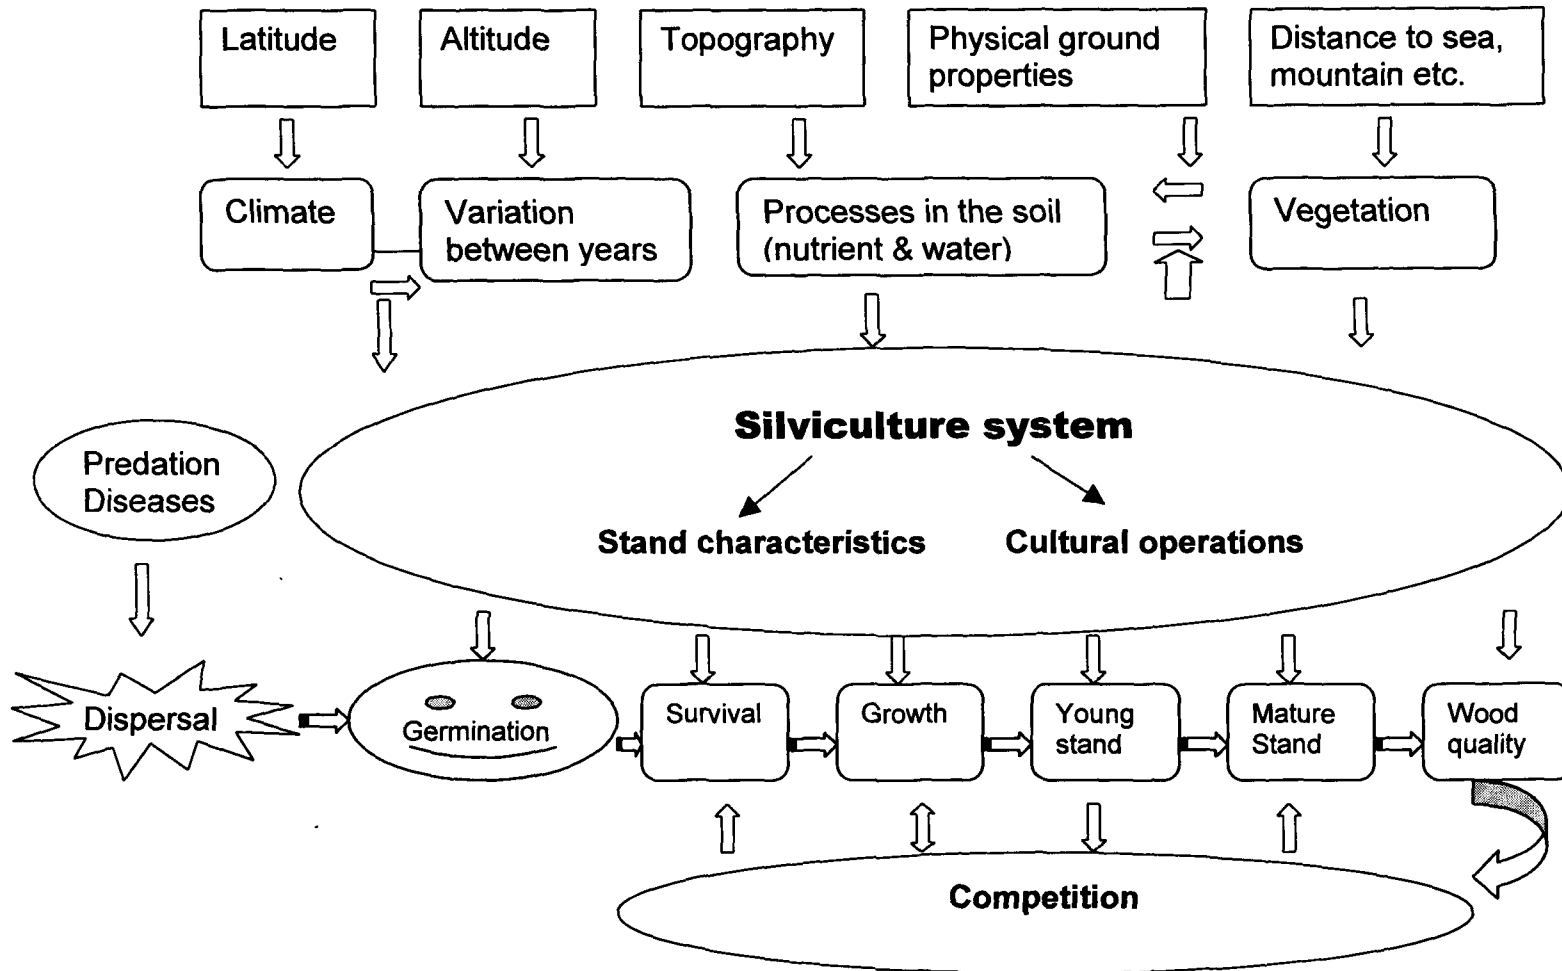 Latitude
Altitude
Topography
Physical ground
properties
Distance to sea,
mountain etc.
Climate
Variation
between years
Processes in the soil
(nutrient & water)
Vegetation
Silviculture system
Stand characteristics
Cultural operations
Predation
Diseases
Dispersal
Germination
Survival
Growth
Young
stand
Mature
Stand
Wood
quality
Competition